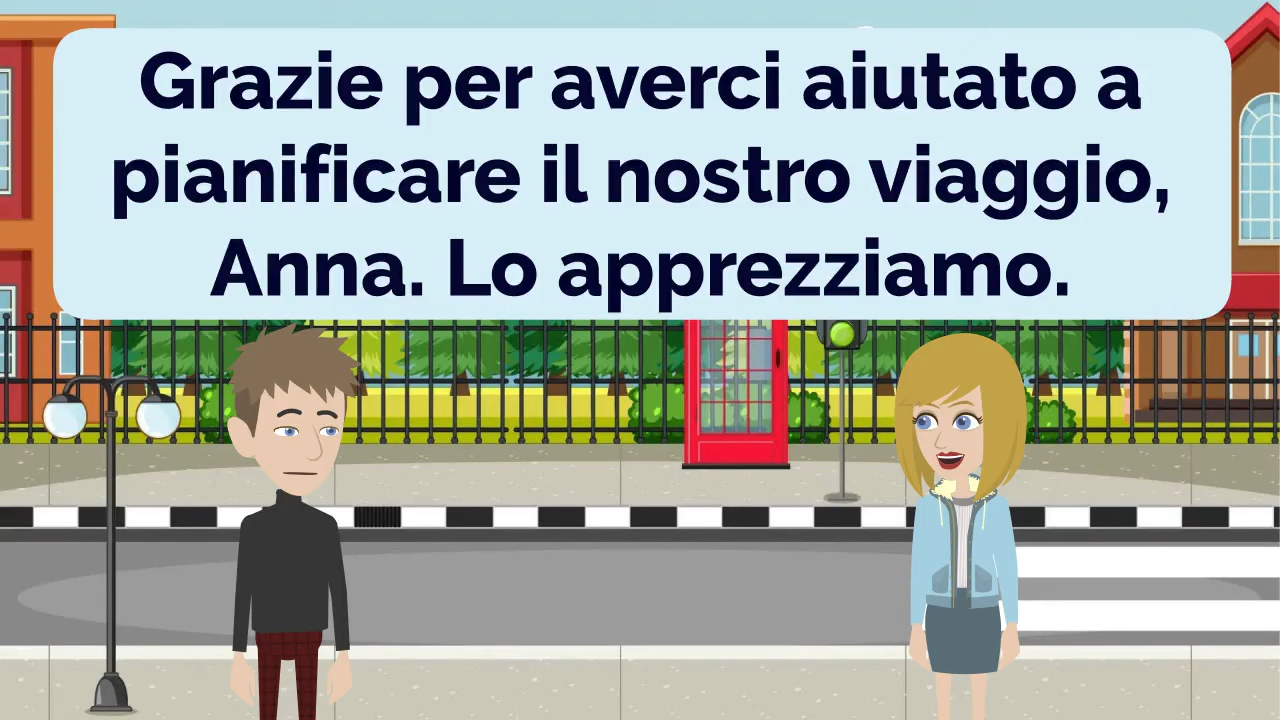 Grazie per averci aiutato a
pianificare il nostro viaggio,
Anna. Lo apprezziamo.